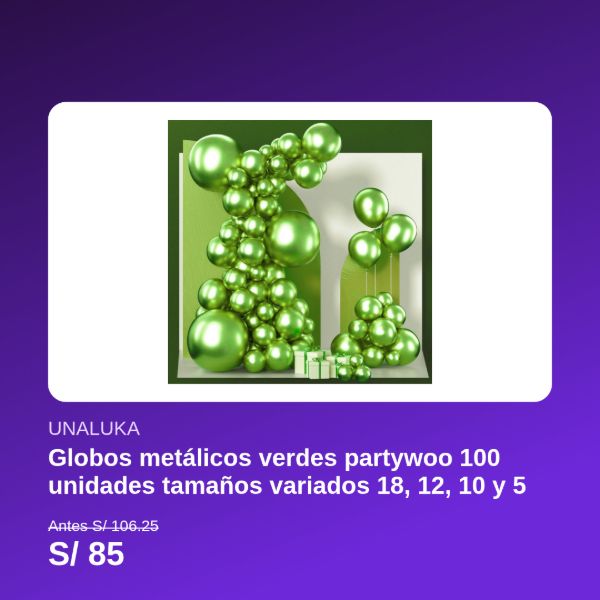 UNALUKA
Globos metálicos verdes partywoo 100
unidades tamaños variados 18, 12, 10 y 5
Antes S/ 106.25
S/ 85